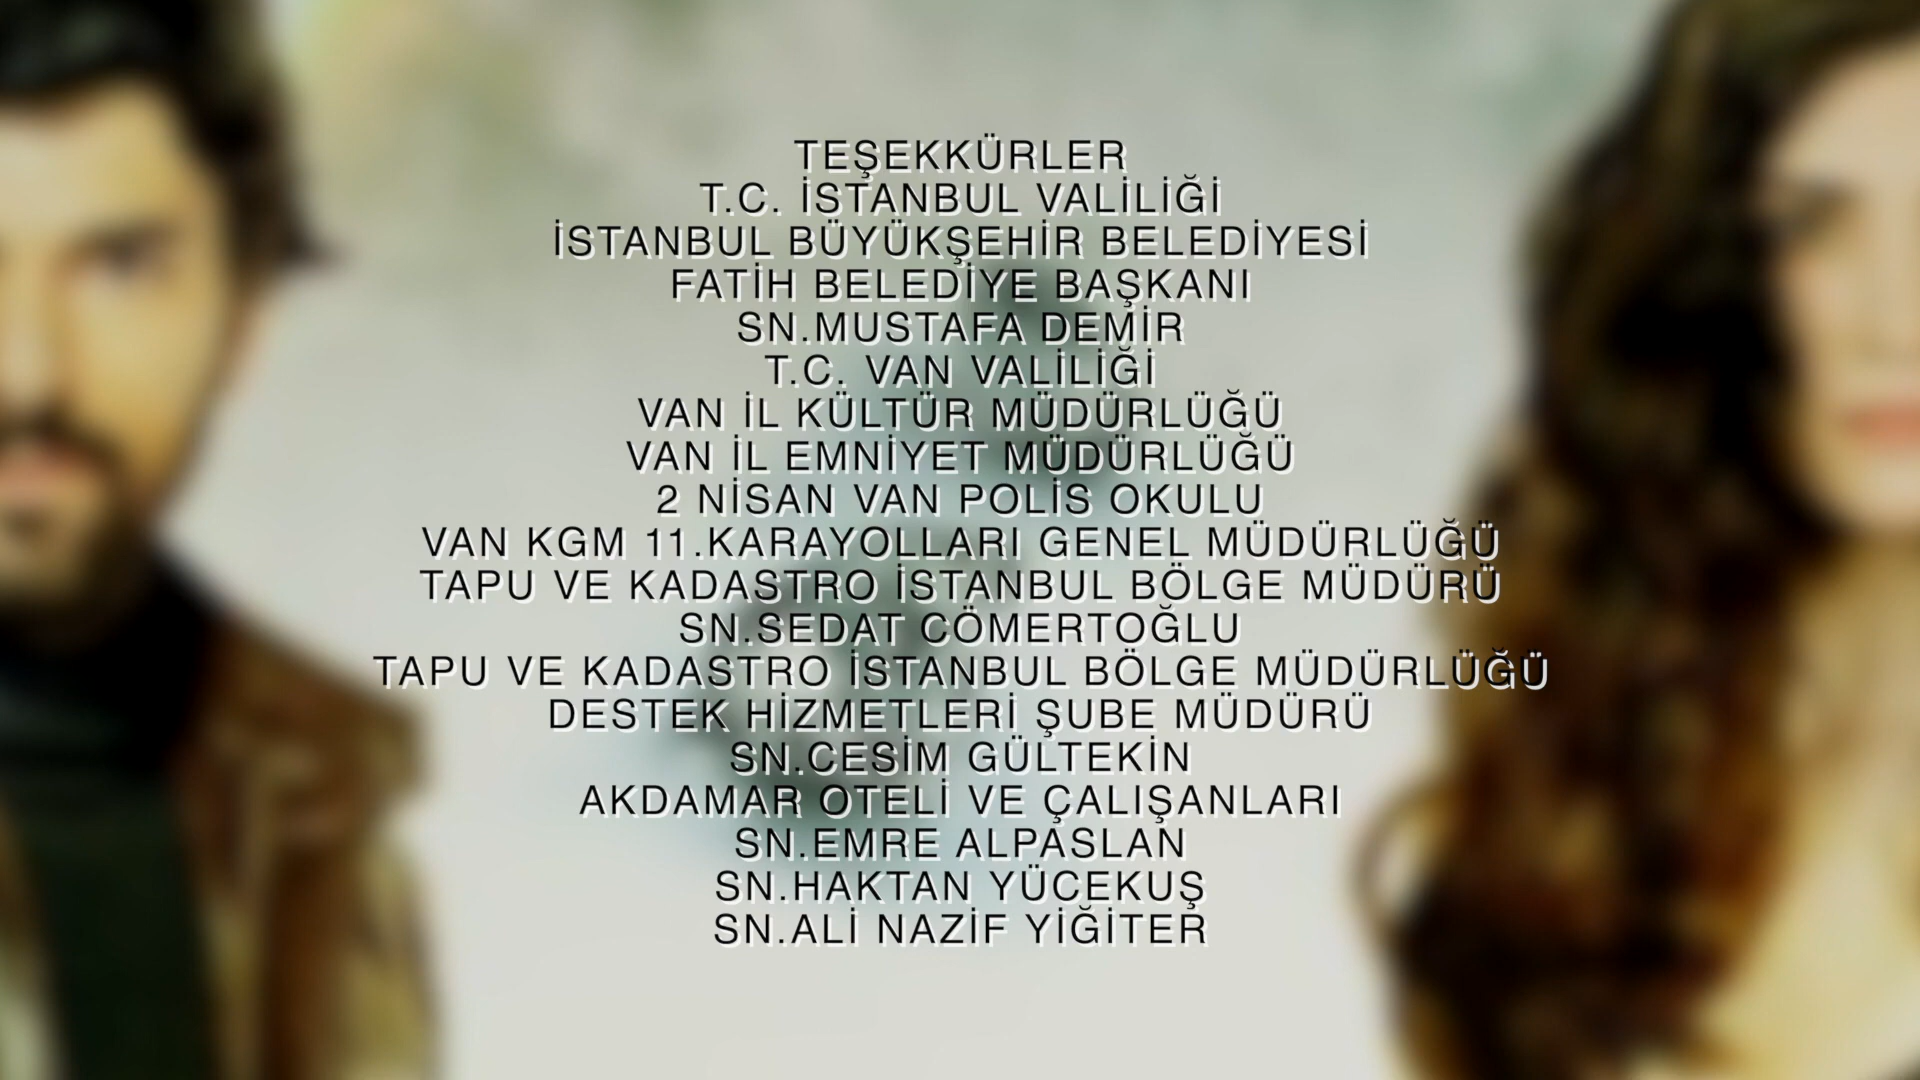 TEŞEKKÜRLER
T.C. İSTANBUL VALİLİĞİ
İSTANBUL BÜYÜKŞEHİR BELEDİYESİ
FATİH BELEDİYE BAŞKANI
SN.MUSTAFA DEMİR
T.C. VAN VALİLİĞİ
VAN İL KÜLTÜR MÜDÜRLÜĞÜ
VAN İL EMNİYET MÜDÜRLÜĞÜ
2 NİSAN VAN POLİS OKULU
VAN KGM 11.KARAYOLLARI GENEL MÜDÜRLÜĞÜ
TAPU VE KADASTRO İSTANBUL BÖLGE MÜDÜRÜ
SN.SEDAT CÖMERTOĞLU
TAPU VE KADASTRO İSTANBUL BÖLGE MÜDÜRLÜĞÜ
DESTEK HİZMETLERİ ŞUBE MÜDÜRÜ
SN.CESİM GÜLTEKİN
AKDAMAR OTELİ VE ÇALIŞANLARI
SN.EMRE ALPASLAN
SN.HAKTAN YÜCEKUŞ
SN.ALİ NAZİF YİĞİTER